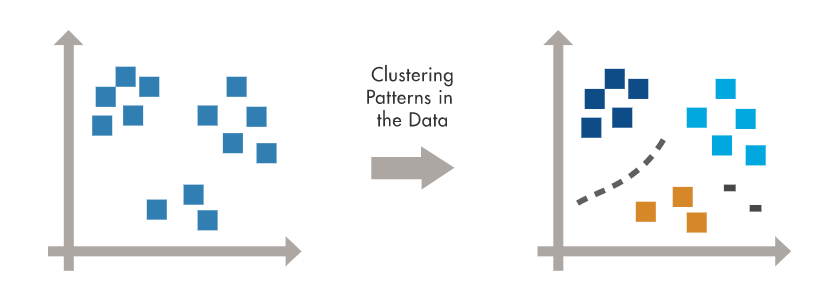 Clustering
Patterns in
the Data